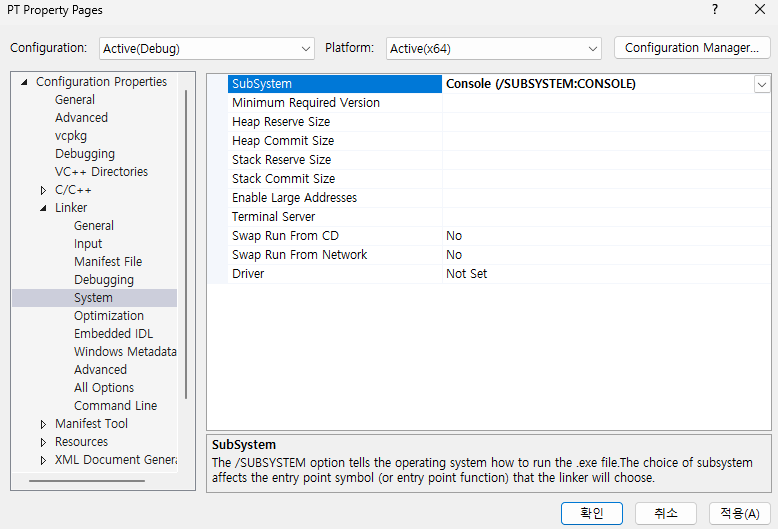 PT Property Pages
?
Configuration: Active(Debug) Platform: Active(x64) Configuration Manager...
Configuration Properties
General
Advanced
vcpkg
Debugging
VC++ Directories
C/C++
Linker
General
Input
Manifest File
Debugging
System
Optimization
Embedded IDL
Windows Metadata
Advanced
All Options
Command Line
Manifest Tool
Resources
XML Document Genera
SubSystem Console (/SUBSYSTEM:CONSOLE)
Minimum Required Version
Heap Reserve Size
Heap Commit Size
Stack Reserve Size
Stack Commit Size
Enable Large Addresses
Terminal Server
Swap Run From CD No
Swap Run From Network No
Driver Not Set
SubSystem
The /SUBSYSTEM option tells the operating system how to run the .exe file.The choice of subsystem
affects the entry point symbol (or entry point function) that the linker will choose.
확인 취소 적용(A)